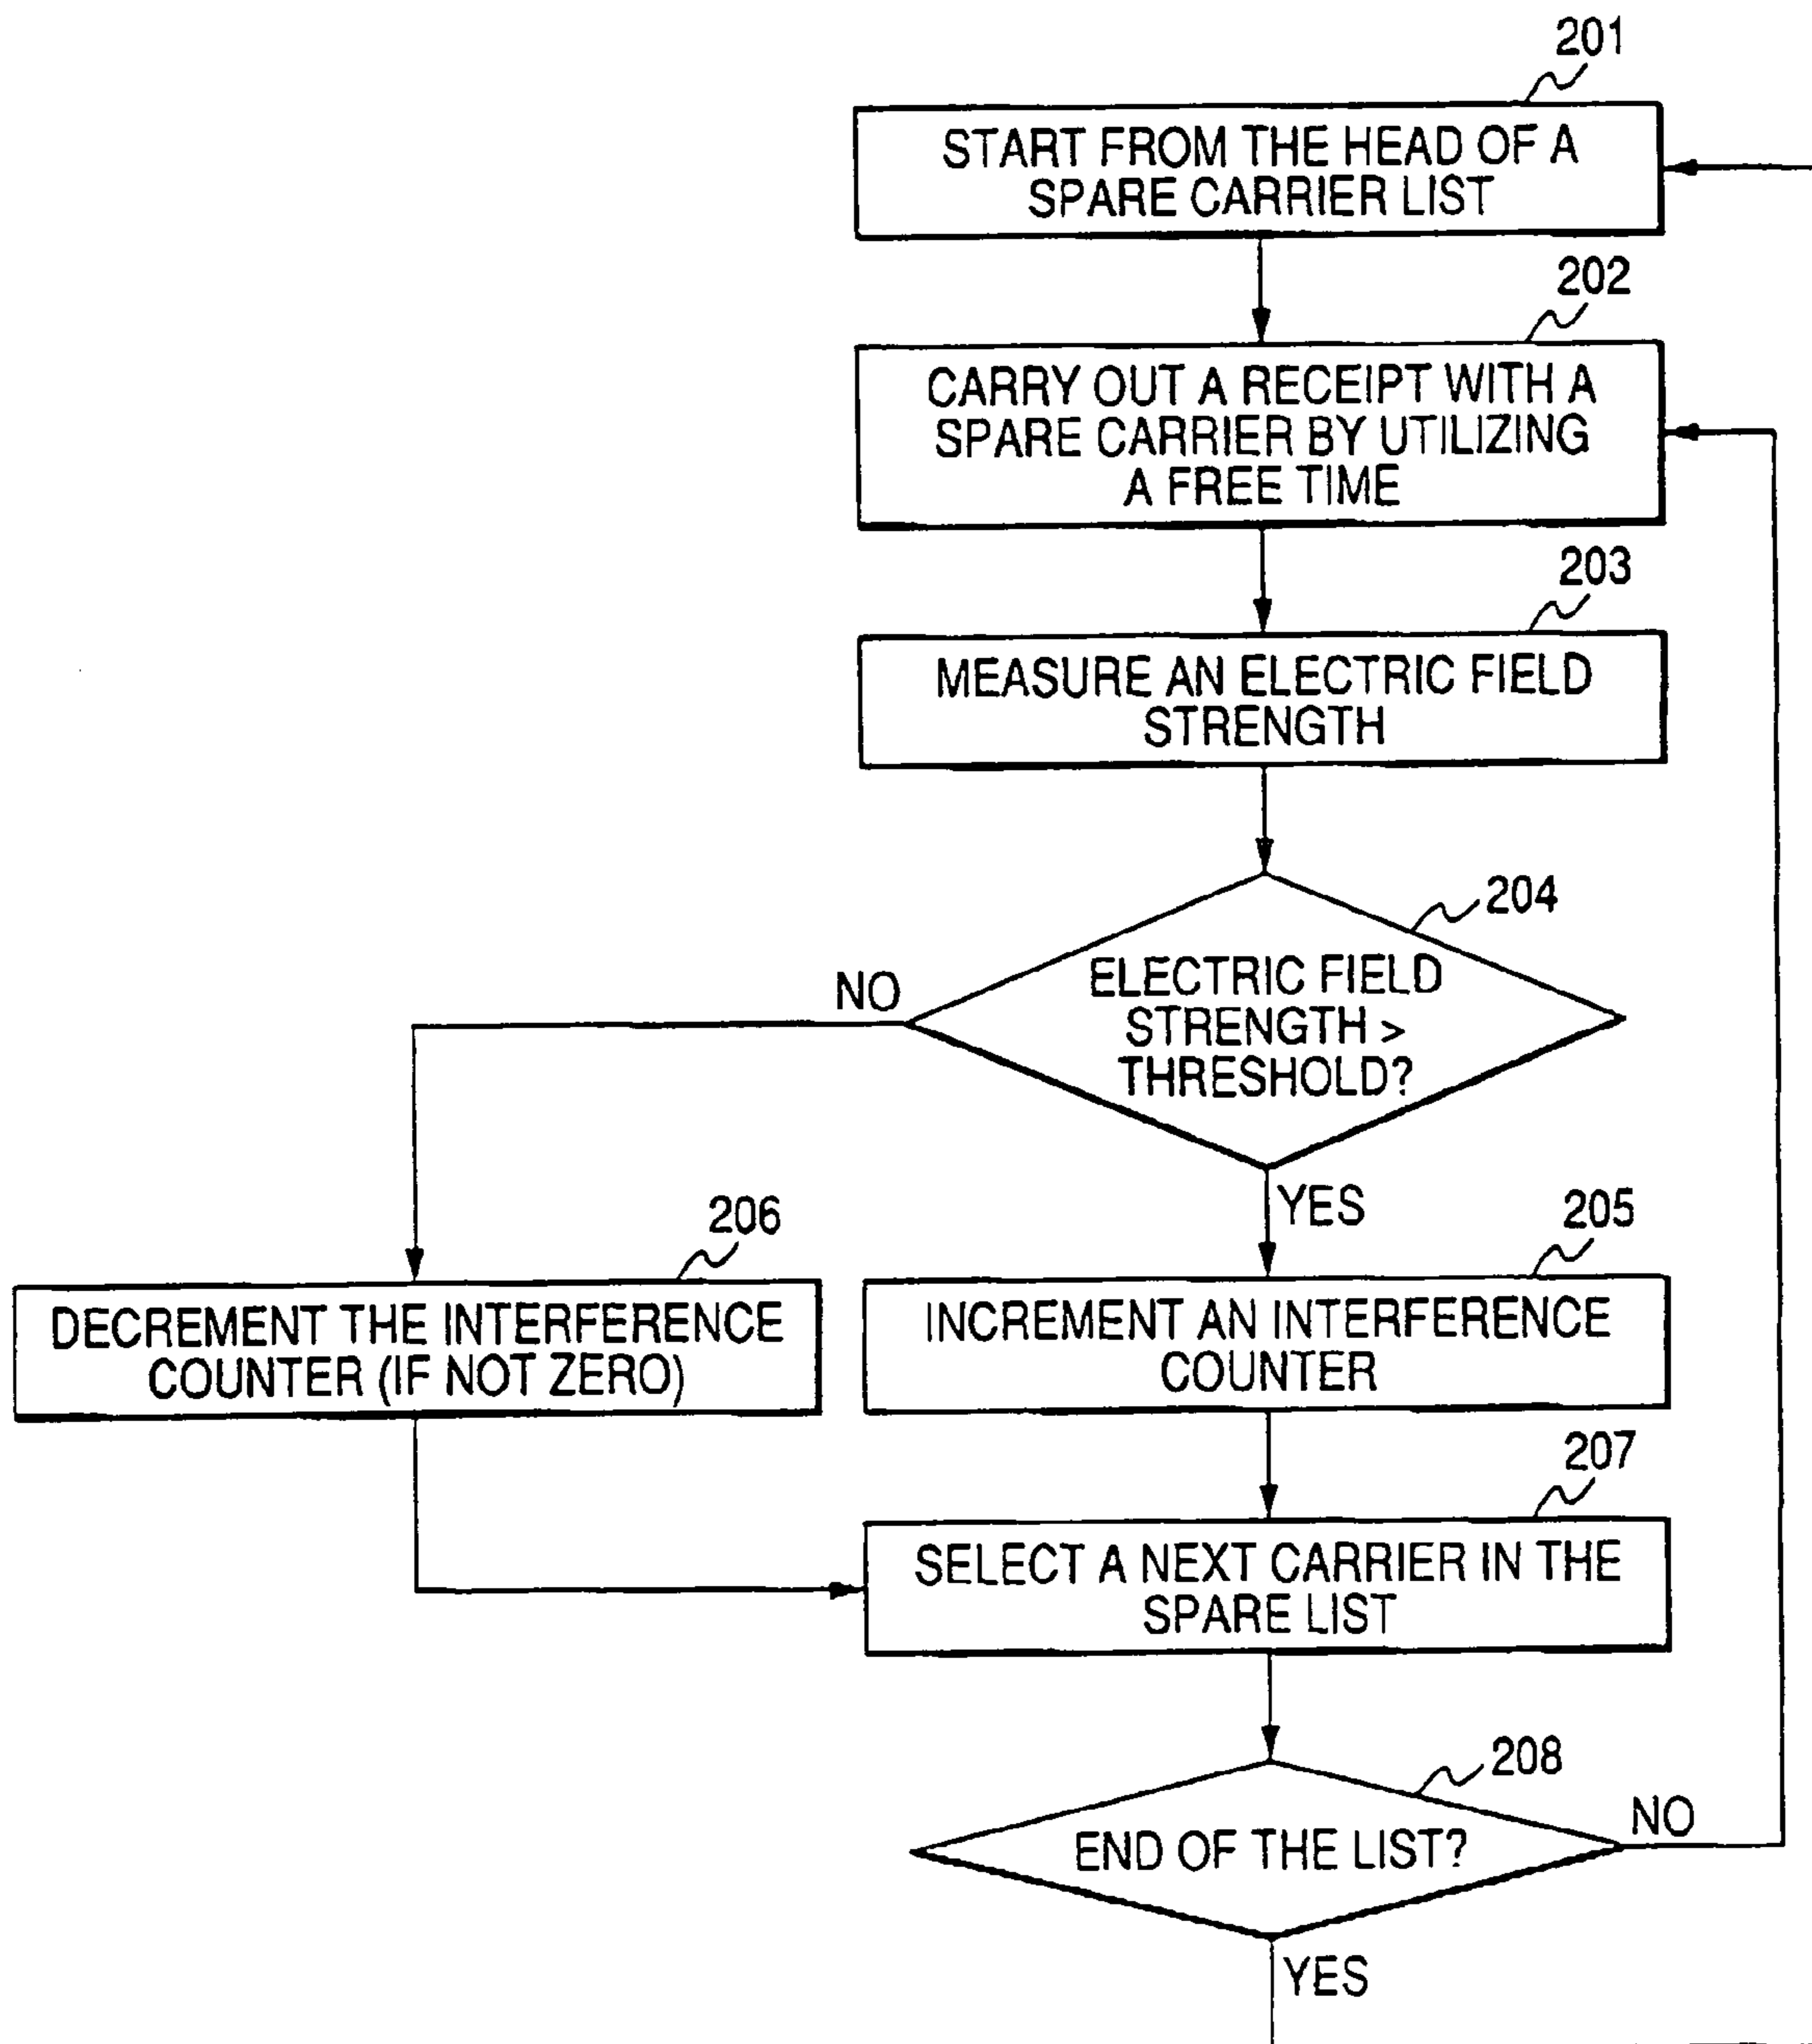 201
START FROM THE HEAD OF A
SPARE CARRIER LIST
202
CARRY OUT A RECEIPT WITH A
SPARE CARRIER BY UTILIZING
A FREE TIME
203
MEASURE AN ELECTRIC FIELD
STRENGTH
204
ELECTRIC FIELD
STRENGTH >
THRESHOLD?
NO
YES
206
DECREMENT THE INTERFERENCE
COUNTER (IF NOT ZERO)
205
INCREMENT AN INTERFERENCE
COUNTER
207
SELECT A NEXT CARRIER IN THE
SPARE LIST
208
END OF THE LIST?
NO
YES